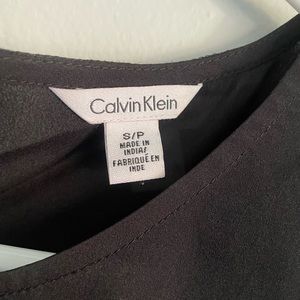 Calvin Klein
S/P
MADE IN
INDIA/
FABRIQUÉ EN
INDE